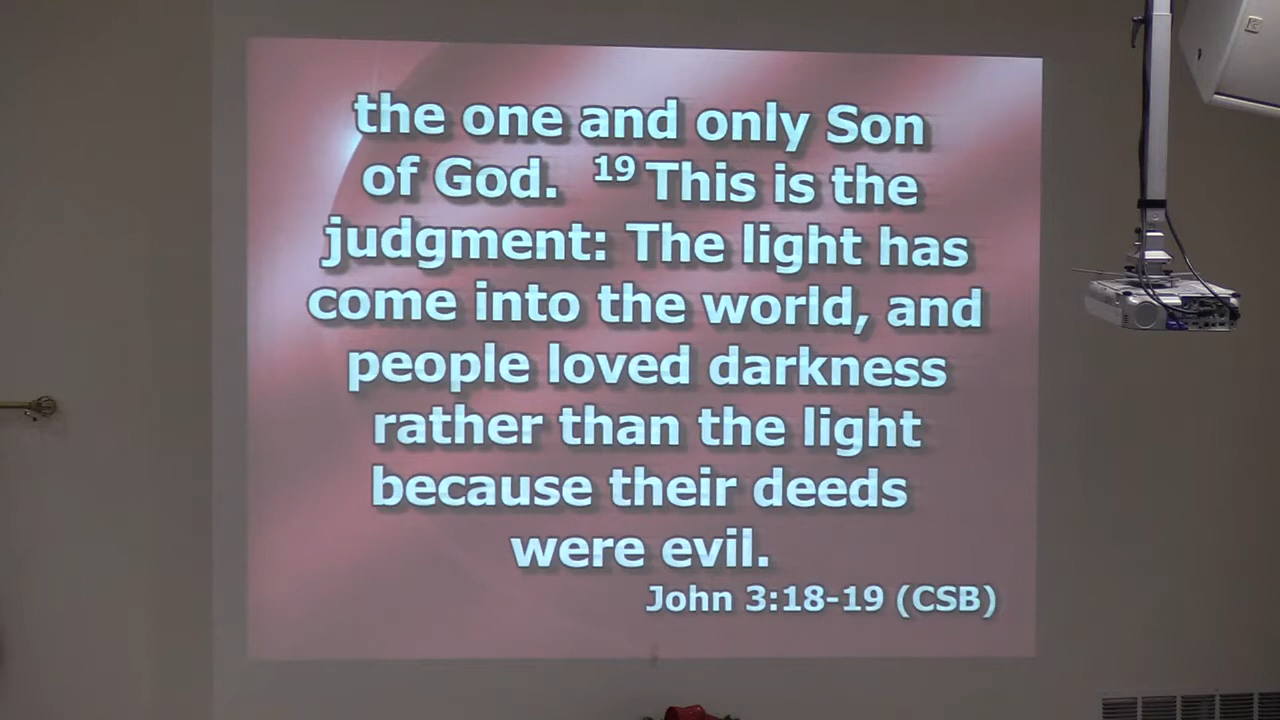 the one and only Son
of God. 19 This is the
judgment: The light has
come into the world, and
people loved darkness
rather than the light
because their deeds
were evil.
John 3:18-19 (CSB)